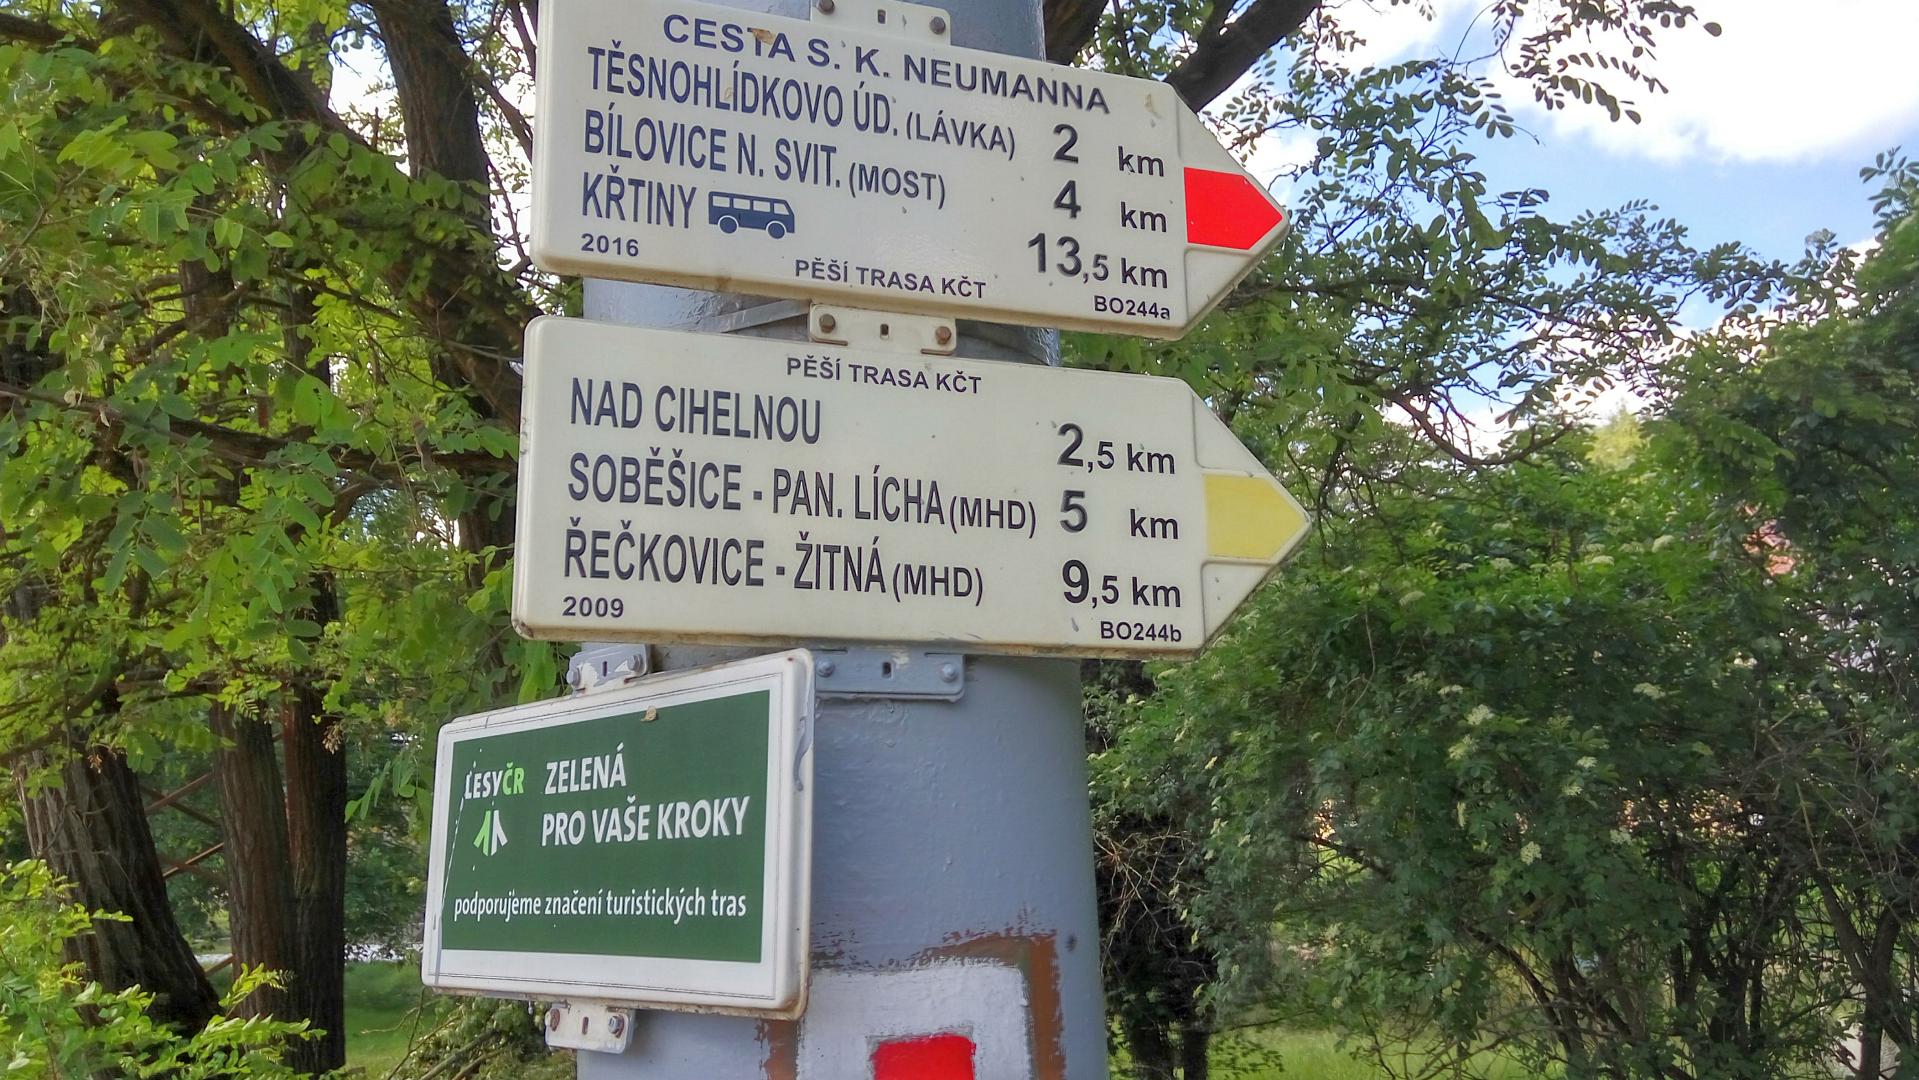 CESTA S. K. NEUMANNA
TĚSNOHLÍDKOVO ÚD. (LÁVKA) 2 km
BÍLOVICE N. SVIT. (MOST) 4 km
KŘTINY 13,5 km
2016 PĚŠÍ TRASA KČT BO244a
PĚŠÍ TRASA KČT
NAD CIHELNOU 2,5 km
SOBĚŠICE - PAN. LÍCHA (MHD) 5 km
ŘEČKOVICE - ŽITNÁ (MHD) 9,5 km
2009 BO244b
LESYČR ZELENÁ
PRO VAŠE KROKY
podporujeme značení turistických tras